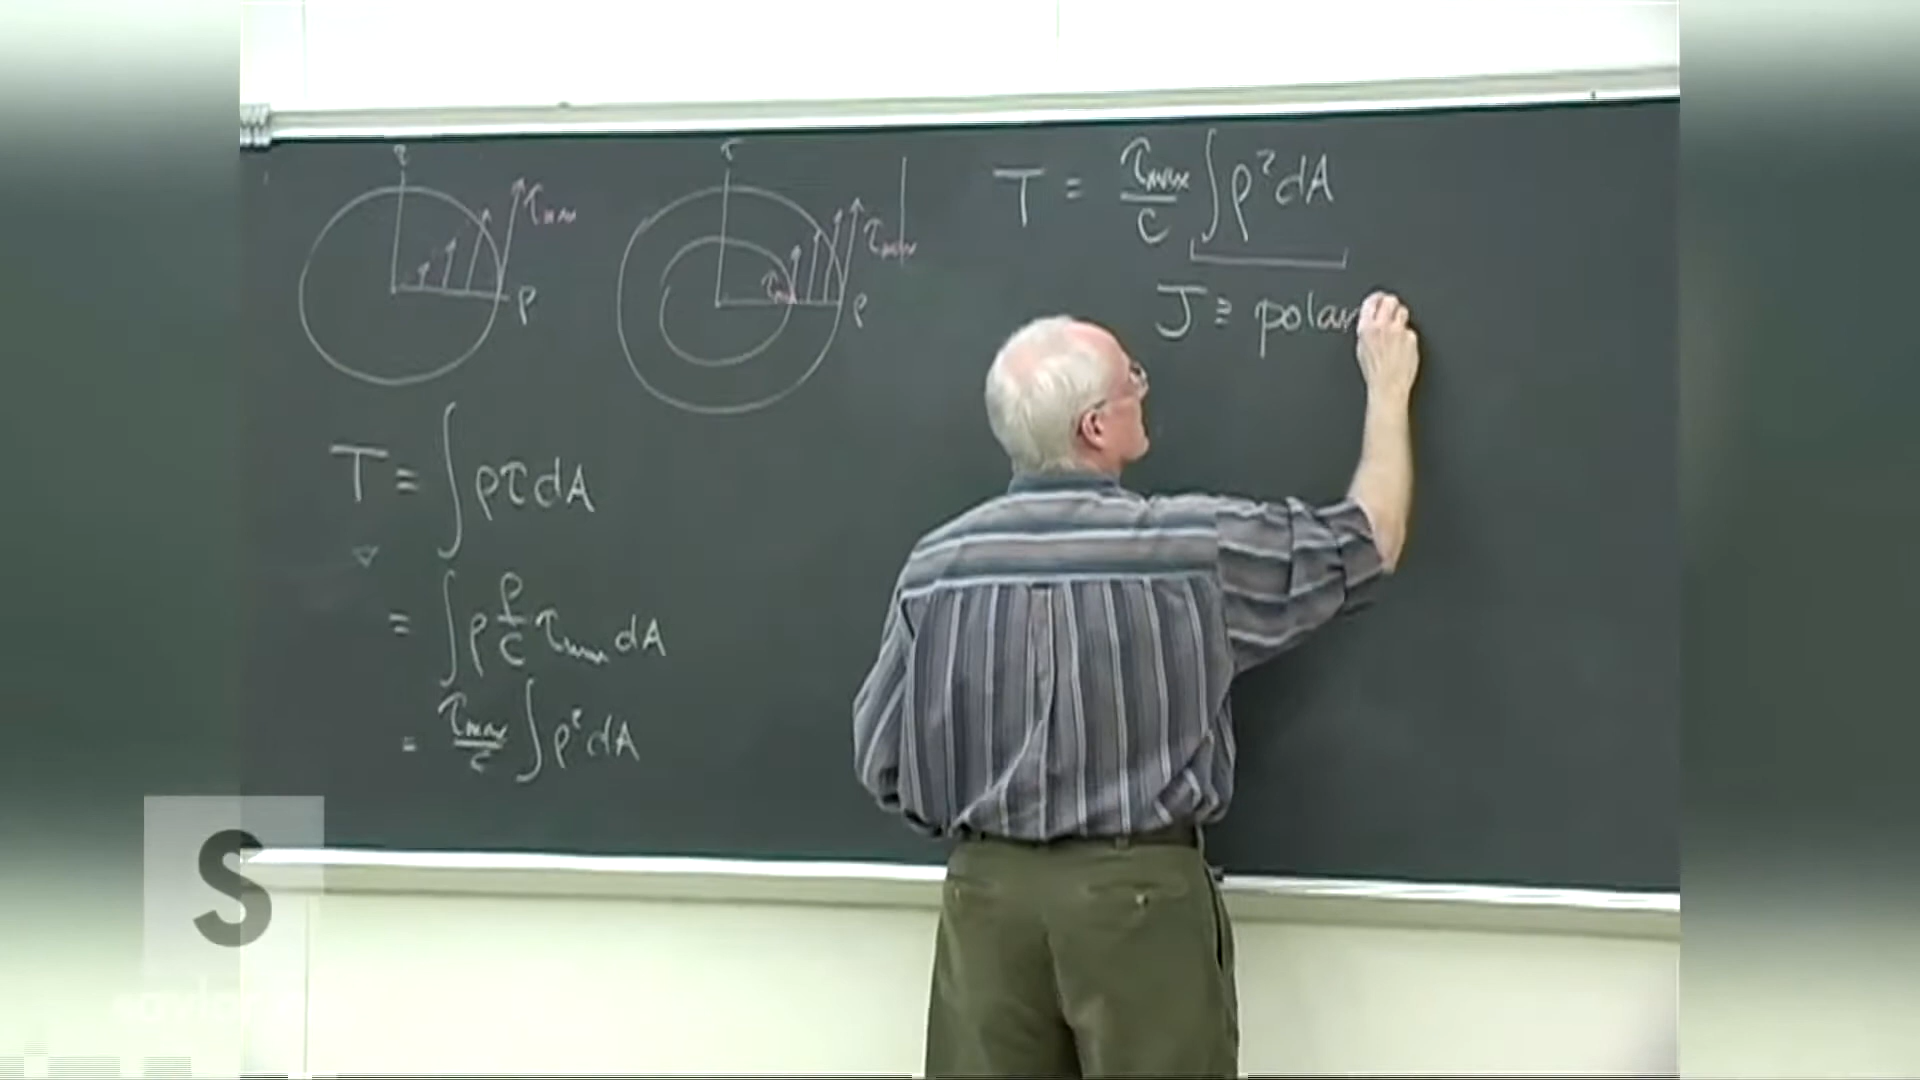 τ
τmax
ρ
τ
τmax
τmin
ρ
T = ∫ρτdA
= ∫ρ ρ/c τmax dA
= τmax/c ∫ρ²dA
T = τmax/c ∫ρ²dA
J ≡ polar
S